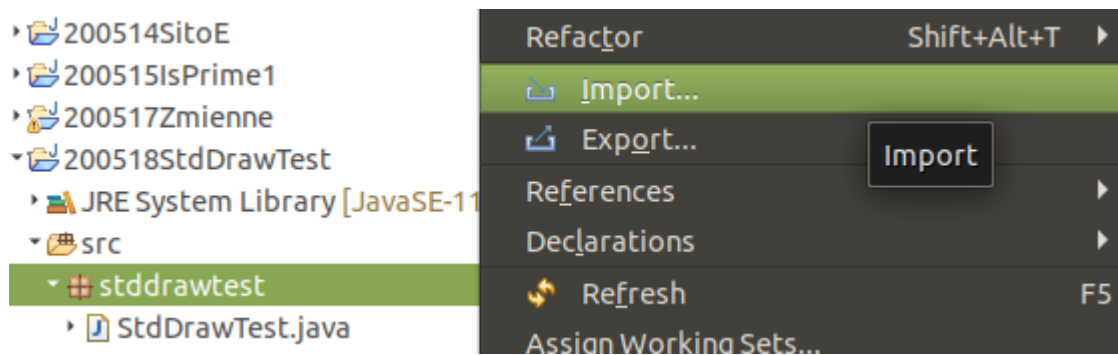 200514SitoE
200515IsPrime1
200517Zmienne
200518StdDrawTest
JRE System Library [JavaSE-11
src
stddrawtest
StdDrawTest.java
Refactor Shift+Alt+T
Import...
Export...
Import
References
Declarations
Refresh F5
Assign Working Sets...